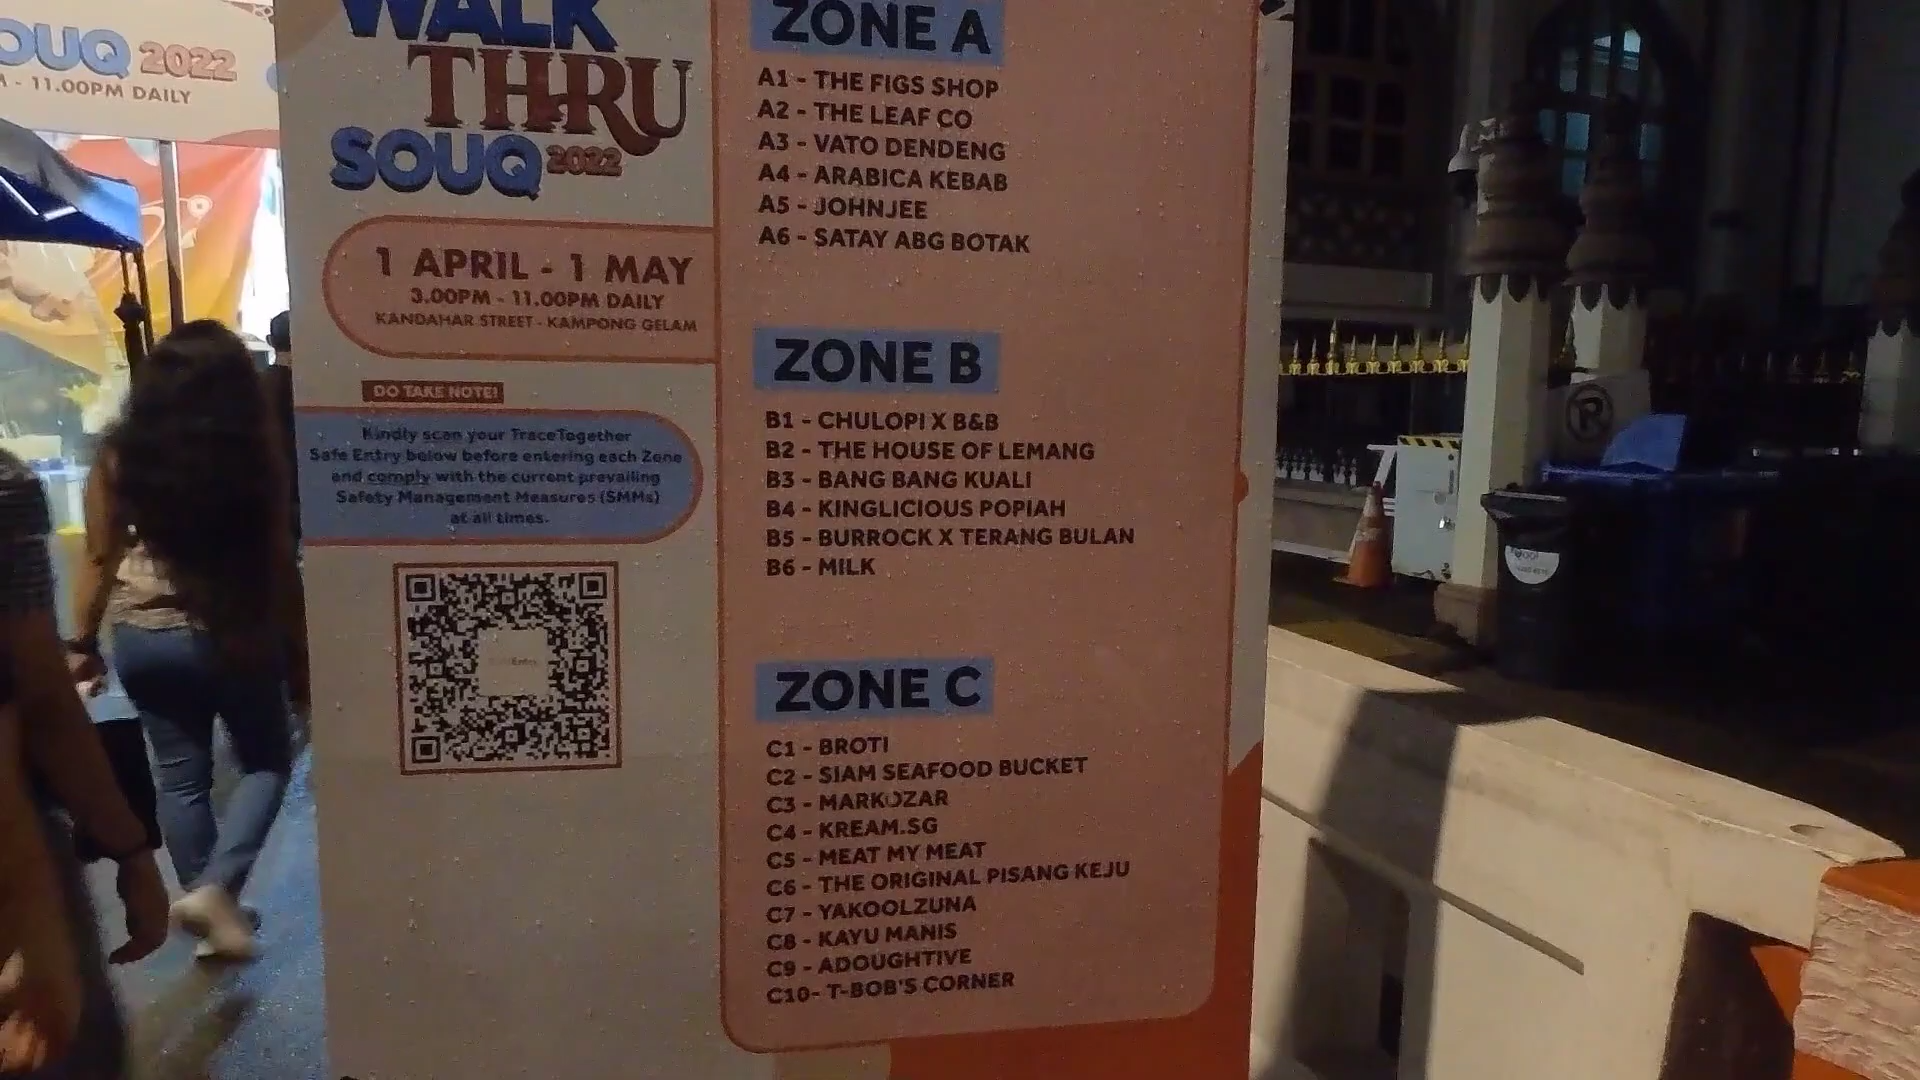 OUQ 2022
- 11.00PM DAILY
WALK
THRU
SOUQ 2022
1 APRIL - 1 MAY
3.00PM - 11.00PM DAILY
KANDAHAR STREET - KAMPONG GELAM
DO TAKE NOTE!
Kindly scan your TraceTogether
Safe Entry below before entering each Zone
and comply with the current prevailing
Safety Management Measures (SMMs)
at all times.
ZONE A
A1 - THE FIGS SHOP
A2 - THE LEAF CO
A3 - VATO DENDENG
A4 - ARABICA KEBAB
A5 - JOHNJEE
A6 - SATAY ABG BOTAK
ZONE B
B1 - CHULOPI X B&B
B2 - THE HOUSE OF LEMANG
B3 - BANG BANG KUALI
B4 - KINGLICIOUS POPIAH
B5 - BURROCK X TERANG BULAN
B6 - MILK
ZONE C
C1 - BROTI
C2 - SIAM SEAFOOD BUCKET
C3 - MARKOZAR
C4 - KREAM.SG
C5 - MEAT MY MEAT
C6 - THE ORIGINAL PISANG KEJU
C7 - YAKOOLZUNA
C8 - KAYU MANIS
C9 - ADOUGHTIVE
C10- T-BOB'S CORNER